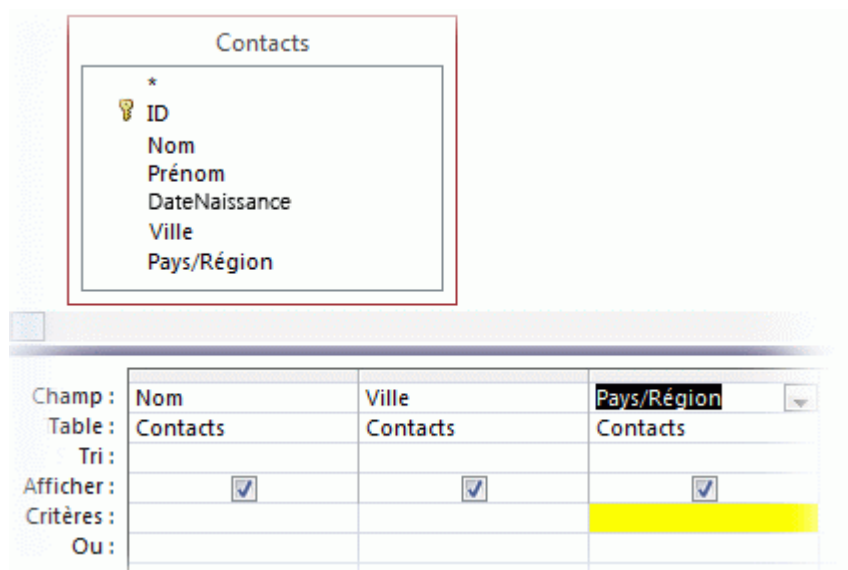 Contacts
*
ID
Nom
Prénom
DateNaissance
Ville
Pays/Région
Champ : Nom Ville Pays/Région
Table : Contacts Contacts Contacts
Tri :
Afficher :
Critères :
Ou :